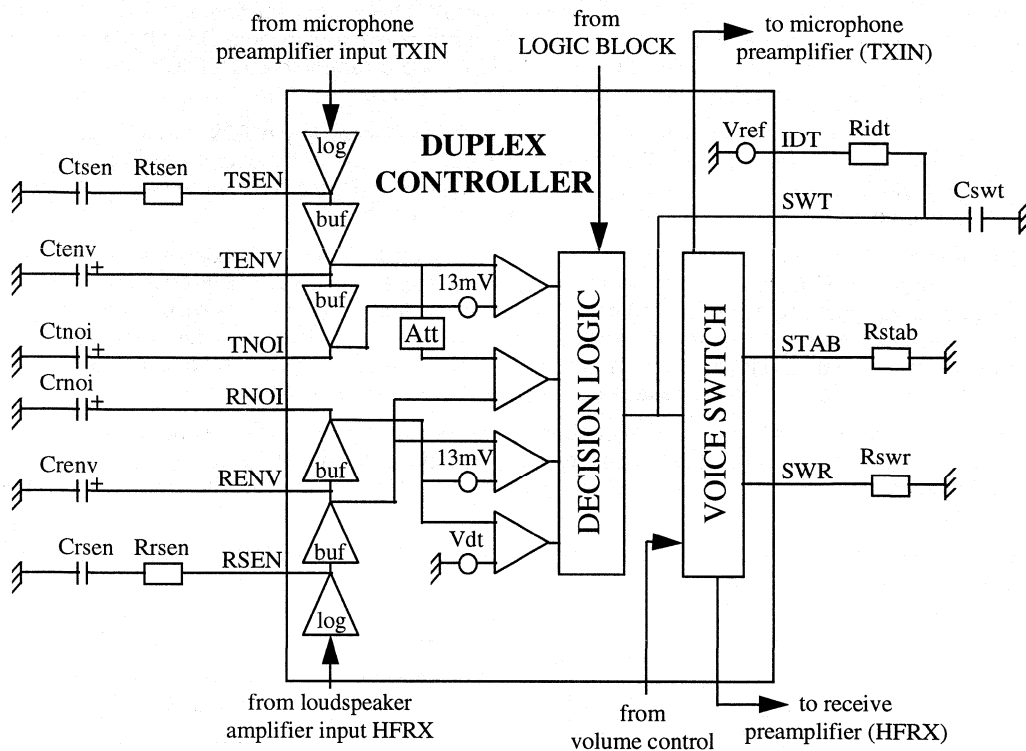 from microphone
preamplifier input TXIN
from
LOGIC BLOCK
to microphone
preamplifier (TXIN)
log
DUPLEX
CONTROLLER
Vref
IDT
Ridt
Ctsen
Rtsen
TSEN
SWT
Cswt
buf
Ctenv
+
TENV
13mV
buf
Att
Ctnoi
+
TNOI
STAB
Rstab
Crnoi
+
RNOI
DECISION LOGIC
VOICE SWITCH
buf
13mV
Crenv
+
RENV
SWR
Rswr
buf
Vdt
Crsen
Rrsen
RSEN
log
from loudspeaker
amplifier input HFRX
from
volume control
to receive
preamplifier (HFRX)